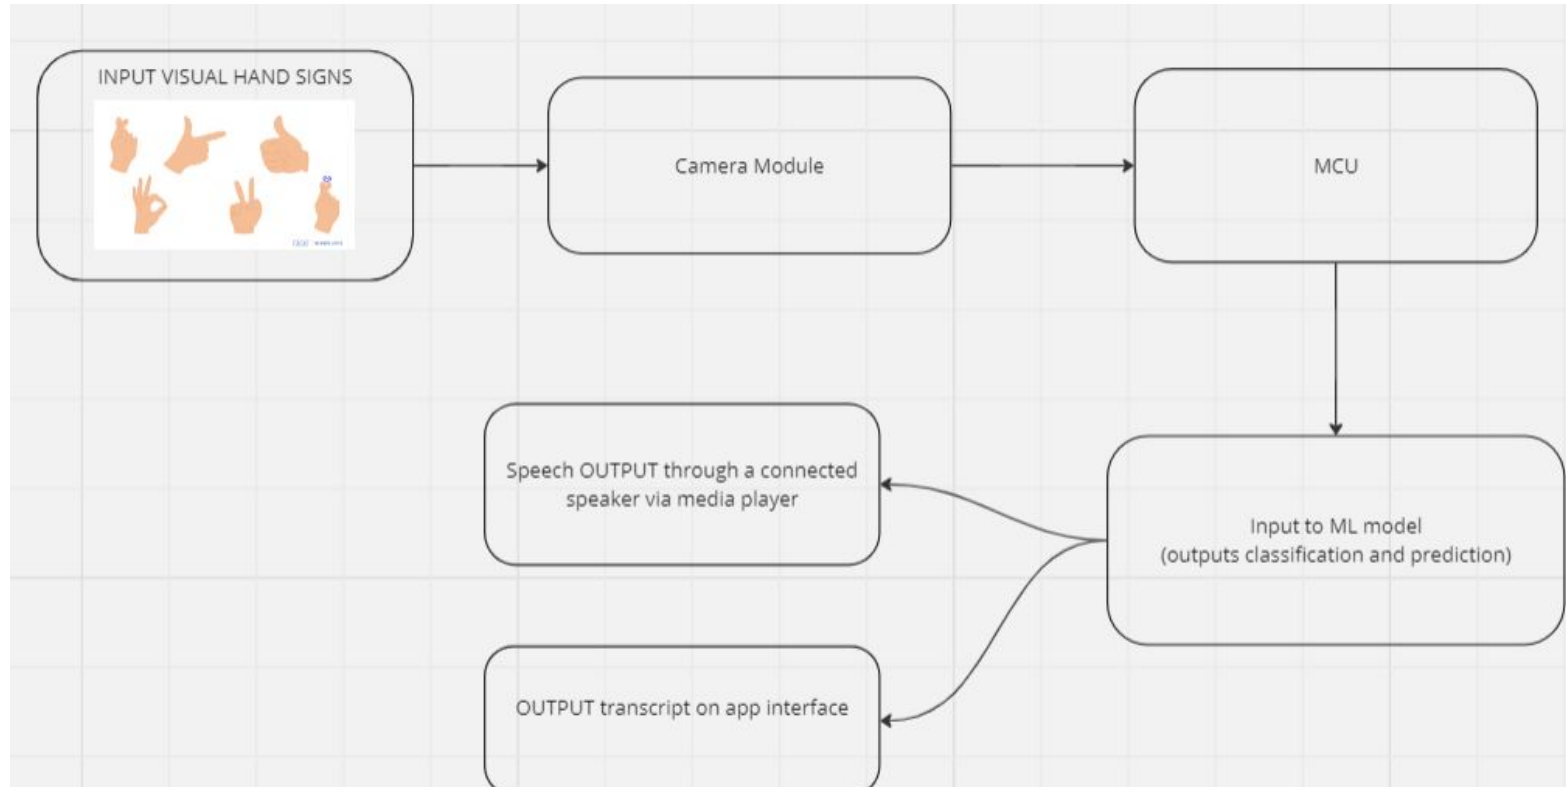 INPUT VISUAL HAND SIGNS
Camera Module
MCU
Speech OUTPUT through a connected
speaker via media player
Input to ML model
(outputs classification and prediction)
OUTPUT transcript on app interface